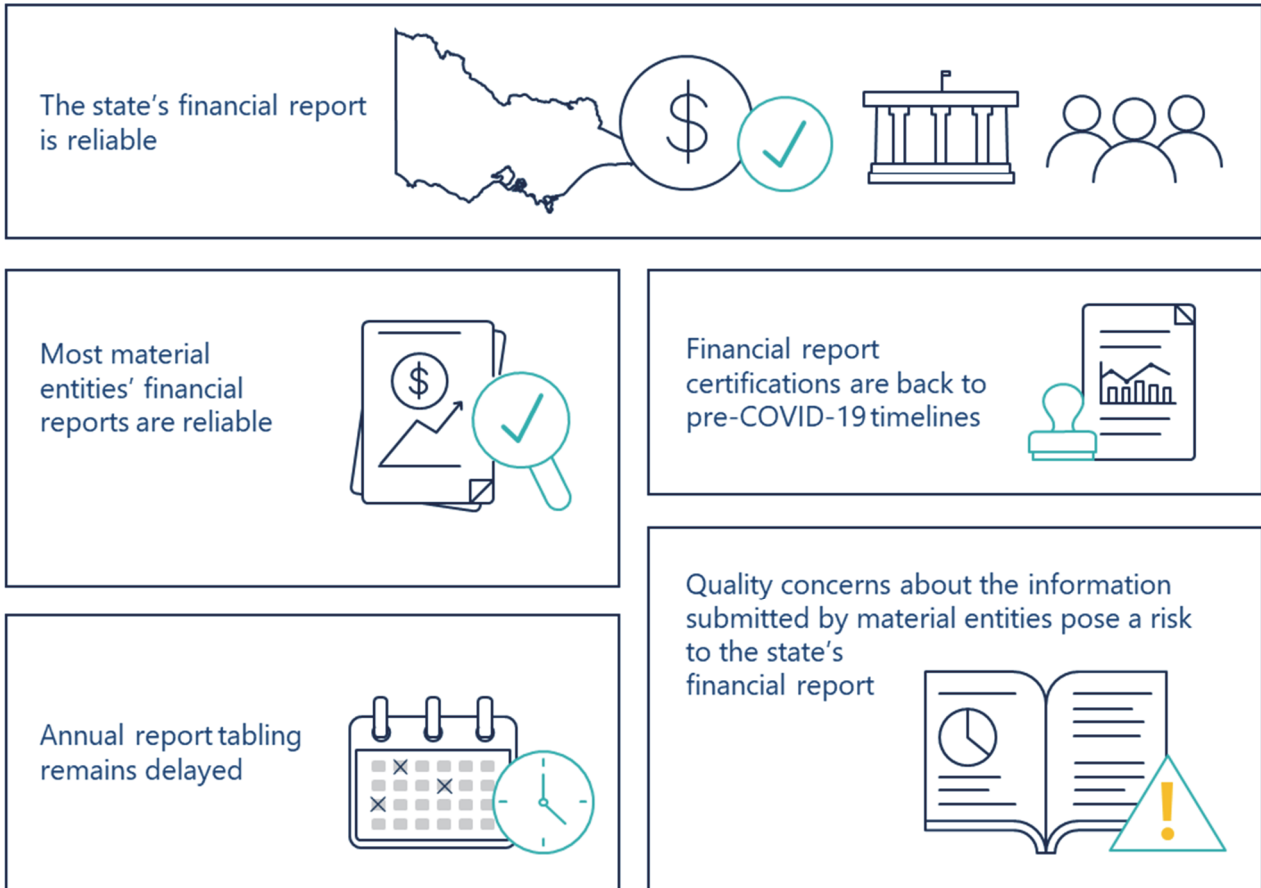 The state's financial report
is reliable
Most material
entities' financial
reports are reliable
Financial report
certifications are back to
pre-COVID-19 timelines
Annual report tabling
remains delayed
Quality concerns about the information
submitted by material entities pose a risk
to the state's
financial report